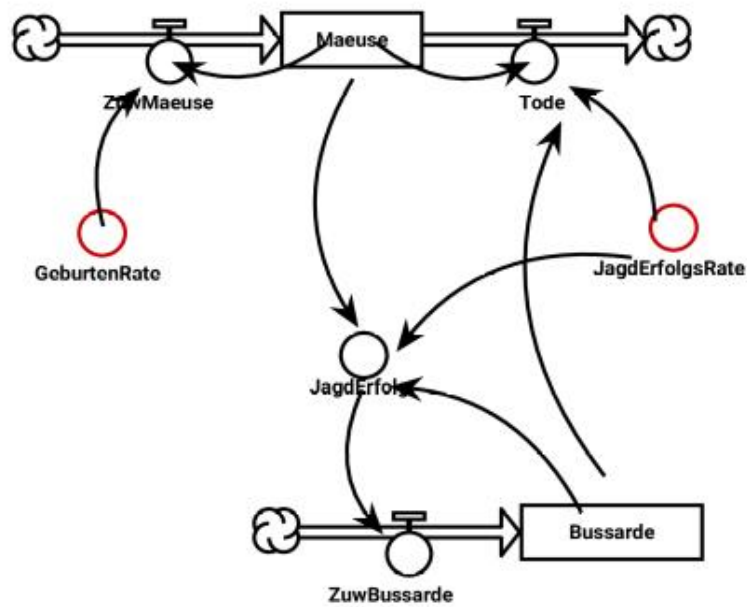 Maeuse
ZuwMaeuse
Tode
GeburtenRate
JagdErfolgsRate
JagdErfolg
Bussarde
ZuwBussarde